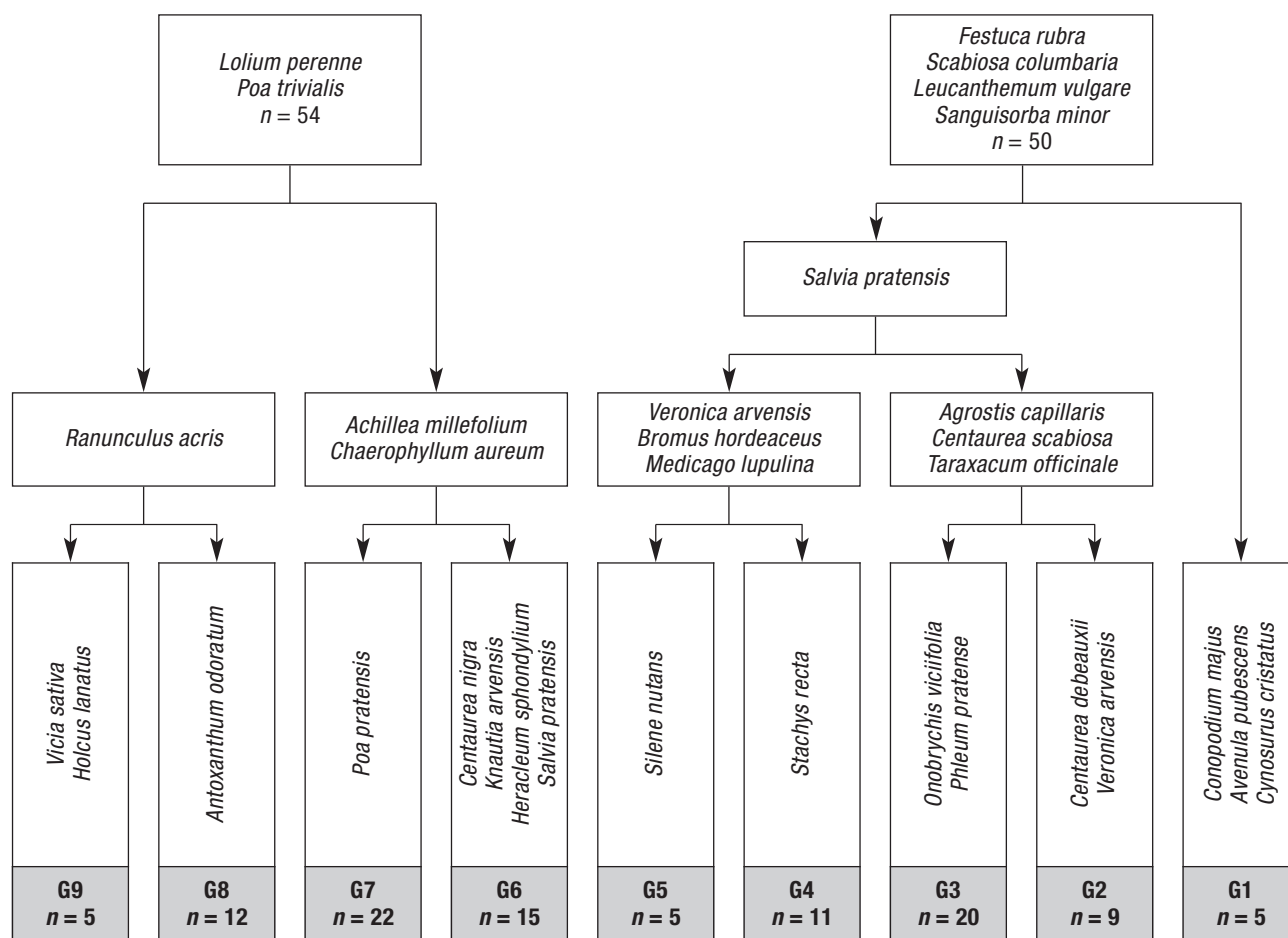 Lolium perenne
Poa trivialis
n = 54
Festuca rubra
Scabiosa columbaria
Leucanthemum vulgare
Sanguisorba minor
n = 50
Salvia pratensis
Ranunculus acris
Achillea millefolium
Chaerophyllum aureum
Veronica arvensis
Bromus hordeaceus
Medicago lupulina
Agrostis capillaris
Centaurea scabiosa
Taraxacum officinale
Vicia sativa
Holcus lanatus
Antoxanthum odoratum
Poa pratensis
Centaurea nigra
Knautia arvensis
Heracleum sphondylium
Salvia pratensis
Silene nutans
Stachys recta
Onobrychis viciifolia
Phleum pratense
Centaurea debeauxii
Veronica arvensis
Conopodium majus
Avenula pubescens
Cynosurus cristatus
G9
n = 5
G8
n = 12
G7
n = 22
G6
n = 15
G5
n = 5
G4
n = 11
G3
n = 20
G2
n = 9
G1
n = 5